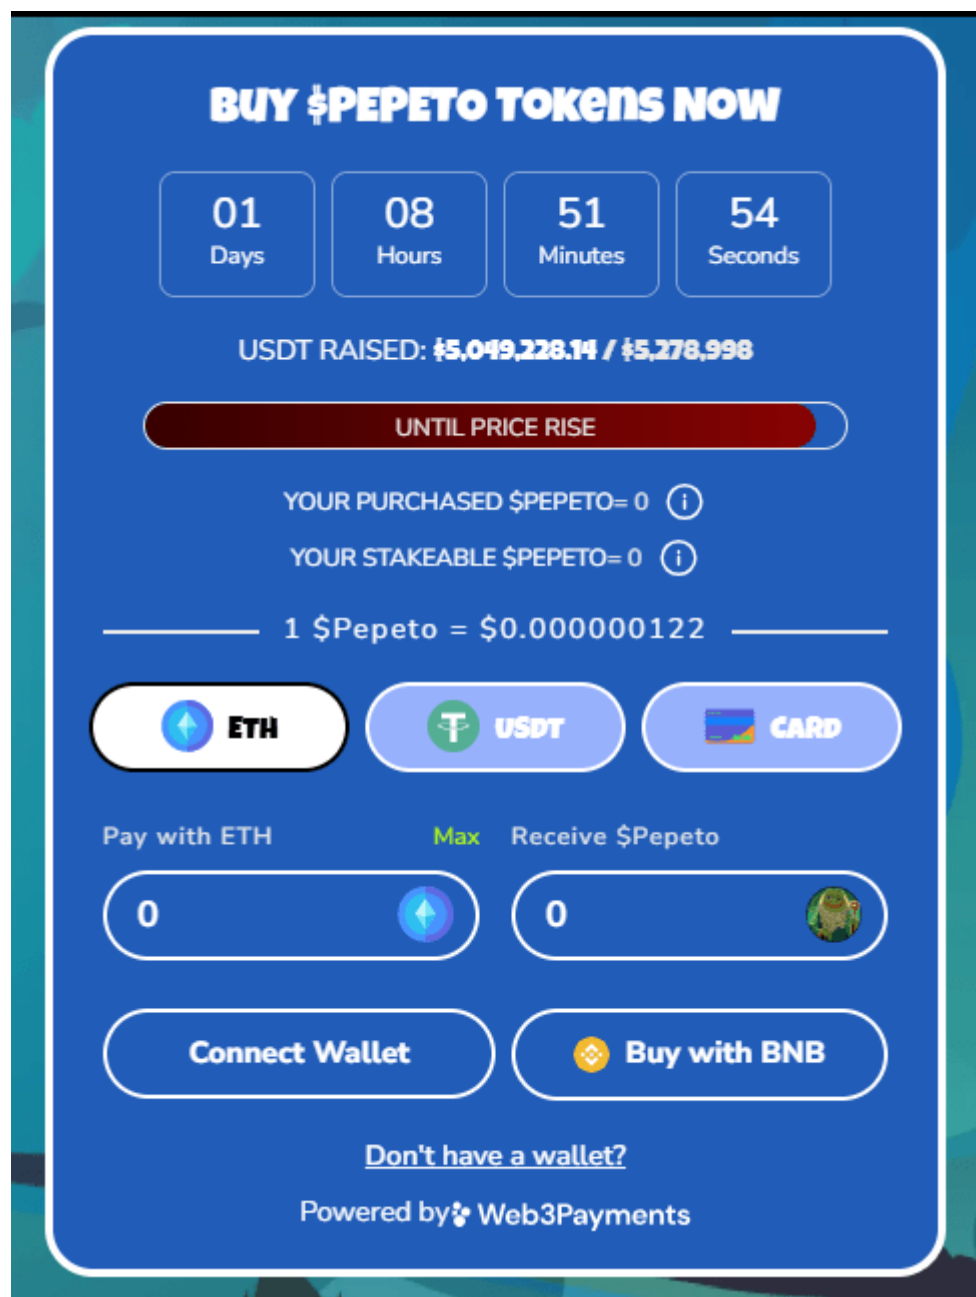 BUY $PEPETO TOKENS NOW
01 08 51 54
Days Hours Minutes Seconds
USDT RAISED: $5,049,228.14 / $5,278,998
UNTIL PRICE RISE
YOUR PURCHASED $PEPETO= 0
YOUR STAKEABLE $PEPETO= 0
1 $Pepeto = $0.000000122
ETH USDT CARD
Pay with ETH Max Receive $Pepeto
0 0
Connect Wallet Buy with BNB
Don't have a wallet?
Powered by Web3Payments